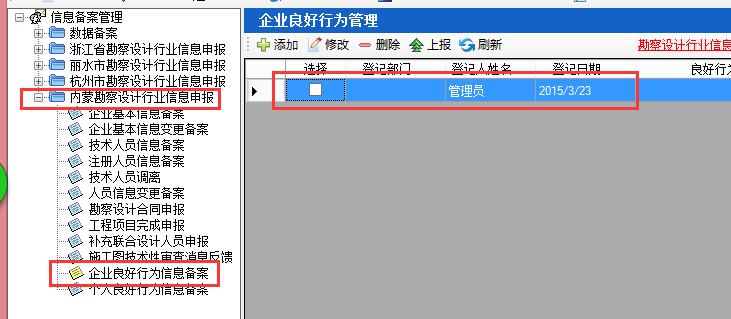 信息备案管理
数据备案
浙江省勘察设计行业信息申报
丽水市勘察设计行业信息申报
杭州市勘察设计行业信息申报
内蒙勘察设计行业信息申报
企业基本信息备案
企业基本信息变更备案
技术人员信息备案
注册人员信息备案
技术人员调离
人员信息变更备案
勘察设计合同申报
工程项目完成申报
补充联合设计人员申报
施工图技术性审查消息反馈
企业良好行为信息备案
个人良好行为信息备案
企业良好行为管理
添加 修改 删除 上报 刷新 勘察设计行业信息
选择 登记部门 登记人姓名 登记日期 良好行
管理员 2015/3/23